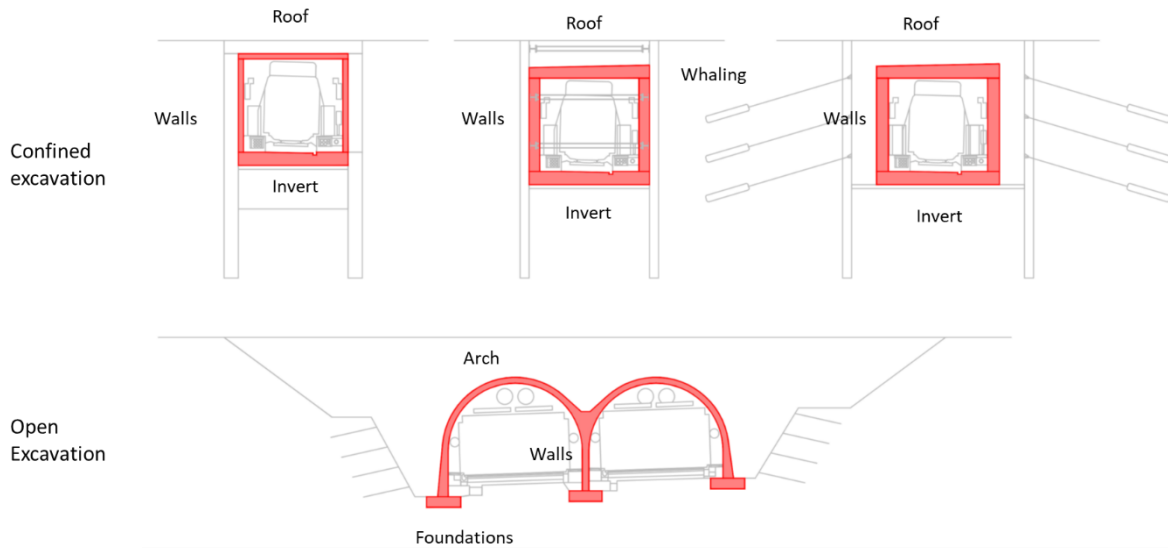 Roof
Roof
Roof
Whaling
Walls
Walls
Walls
Confined
excavation
Invert
Invert
Invert
Arch
Open
Excavation
Walls
Foundations